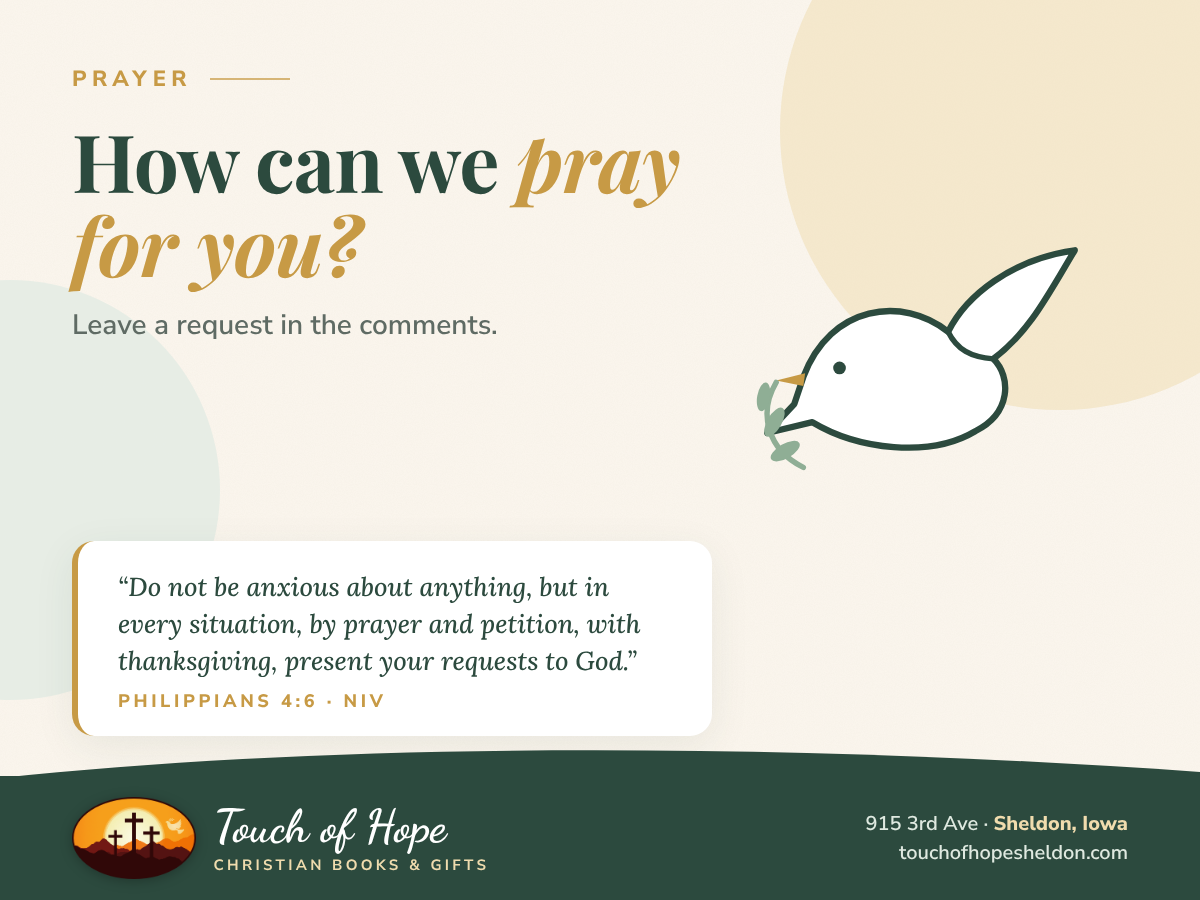 PRAYER
How can we pray
for you?
Leave a request in the comments.
“Do not be anxious about anything, but in
every situation, by prayer and petition, with
thanksgiving, present your requests to God.”
PHILIPPIANS 4:6 · NIV
Touch of Hope
CHRISTIAN BOOKS & GIFTS
915 3rd Ave · Sheldon, Iowa
touchofhopesheldon.com